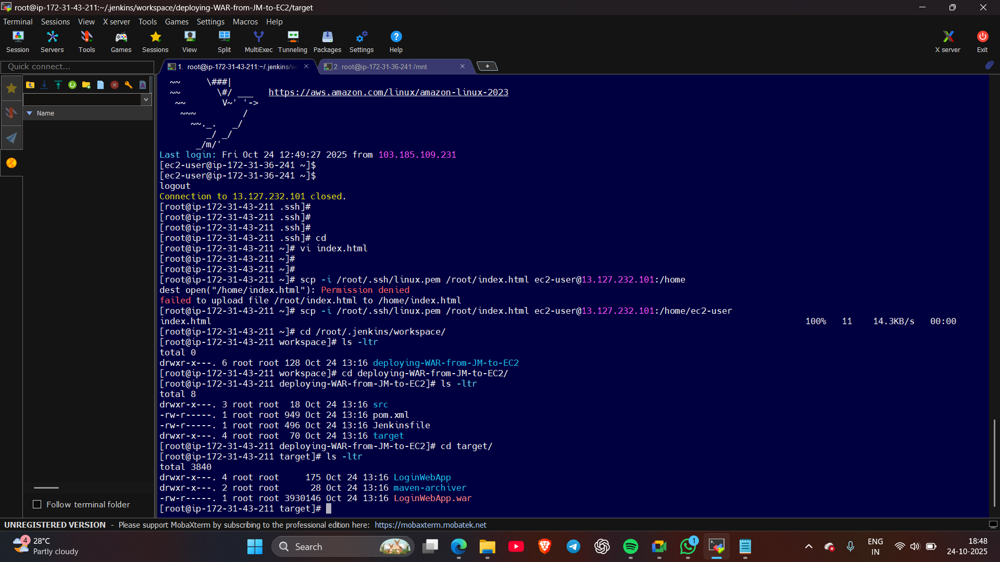 root@ip-172-31-43-211:~/.jenkins/workspace/deploying-WAR-from-JM-to-EC2/target
Terminal Sessions View X server Tools Games Settings Macros Help
Session Servers Tools Games Sessions View Split MultiExec Tunneling Packages Settings Help X server Exit
Quick connect...
1. root@ip-172-31-43-211:~/.jenkins/wo
2. root@ip-172-31-36-241:/mnt
Name
~~ \###|
~~ \#/ ___ https://aws.amazon.com/linux/amazon-linux-2023
~~ V~' '->
~~~ /
~~._. _/
_/ _/
_/m/'
Last login: Fri Oct 24 12:49:27 2025 from 103.185.109.231
[ec2-user@ip-172-31-36-241 ~]$
[ec2-user@ip-172-31-36-241 ~]$
logout
Connection to 13.127.232.101 closed.
[root@ip-172-31-43-211 .ssh]#
[root@ip-172-31-43-211 .ssh]#
[root@ip-172-31-43-211 .ssh]#
[root@ip-172-31-43-211 .ssh]# cd
[root@ip-172-31-43-211 ~]# vi index.html
[root@ip-172-31-43-211 ~]#
[root@ip-172-31-43-211 ~]#
[root@ip-172-31-43-211 ~]# scp -i /root/.ssh/linux.pem /root/index.html ec2-user@13.127.232.101:/home
dest open("/home/index.html"): Permission denied
failed to upload file /root/index.html to /home/index.html
[root@ip-172-31-43-211 ~]# scp -i /root/.ssh/linux.pem /root/index.html ec2-user@13.127.232.101:/home/ec2-user
index.html 100% 11 14.3KB/s 00:00
[root@ip-172-31-43-211 ~]# cd /root/.jenkins/workspace/
[root@ip-172-31-43-211 workspace]# ls -ltr
total 0
drwxr-x---. 6 root root 128 Oct 24 13:16 deploying-WAR-from-JM-to-EC2
[root@ip-172-31-43-211 workspace]# cd deploying-WAR-from-JM-to-EC2/
[root@ip-172-31-43-211 deploying-WAR-from-JM-to-EC2]# ls -ltr
total 8
drwxr-x---. 3 root root 18 Oct 24 13:16 src
-rw-r-----. 1 root root 949 Oct 24 13:16 pom.xml
-rw-r-----. 1 root root 496 Oct 24 13:16 Jenkinsfile
drwxr-x---. 4 root root 70 Oct 24 13:16 target
[root@ip-172-31-43-211 deploying-WAR-from-JM-to-EC2]# cd target/
[root@ip-172-31-43-211 target]# ls -ltr
total 3840
drwxr-x---. 4 root root 175 Oct 24 13:16 LoginWebApp
drwxr-x---. 2 root root 28 Oct 24 13:16 maven-archiver
-rw-r-----. 1 root root 3930146 Oct 24 13:16 LoginWebApp.war
[root@ip-172-31-43-211 target]#
Follow terminal folder
UNREGISTERED VERSION - Please support MobaXterm by subscribing to the professional edition here: https://mobaxterm.mobatek.net
4
28°C
Partly cloudy
Search
1
ENG
IN
18:48
24-10-2025